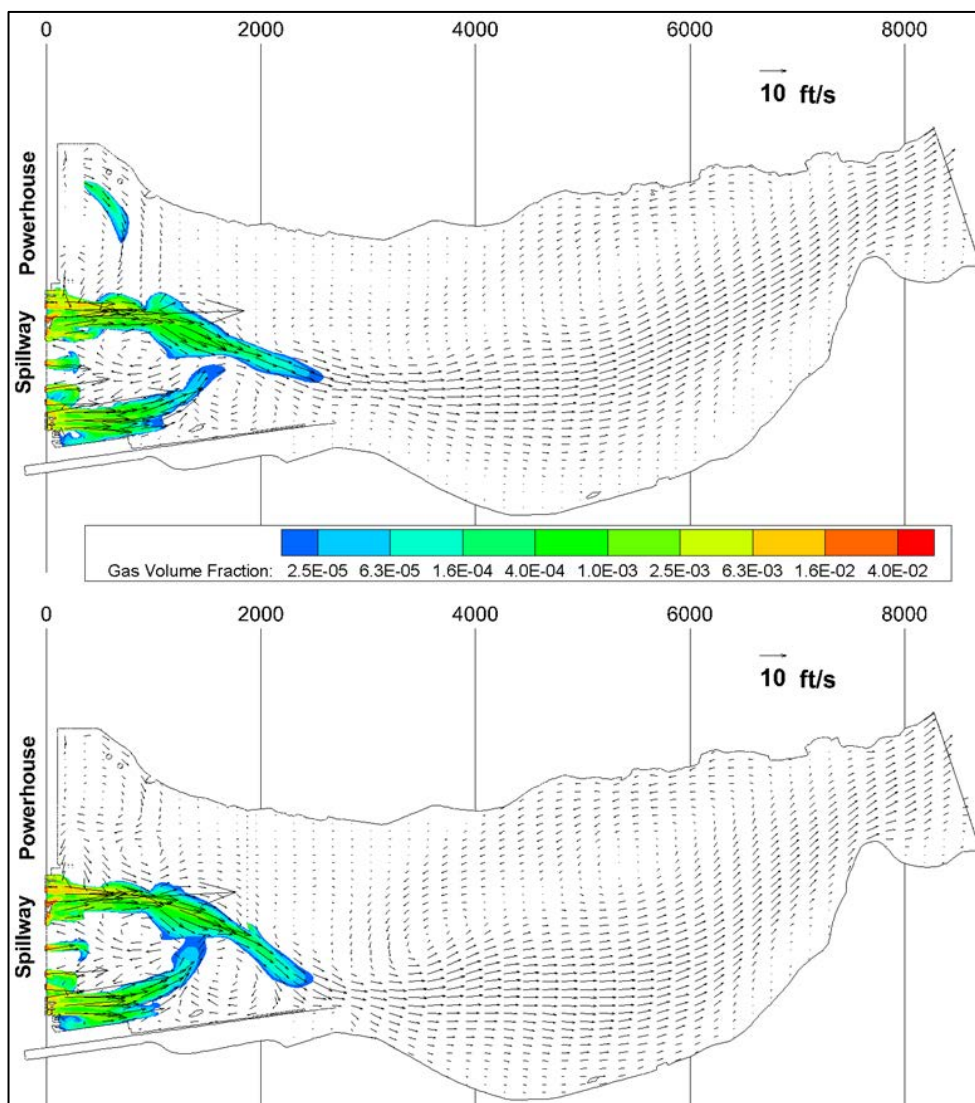 0 2000 4000 6000 8000
10 ft/s
Powerhouse
Spillway
Gas Volume Fraction: 2.5E-05 6.3E-05 1.6E-04 4.0E-04 1.0E-03 2.5E-03 6.3E-03 1.6E-02 4.0E-02
0 2000 4000 6000 8000
10 ft/s
Powerhouse
Spillway